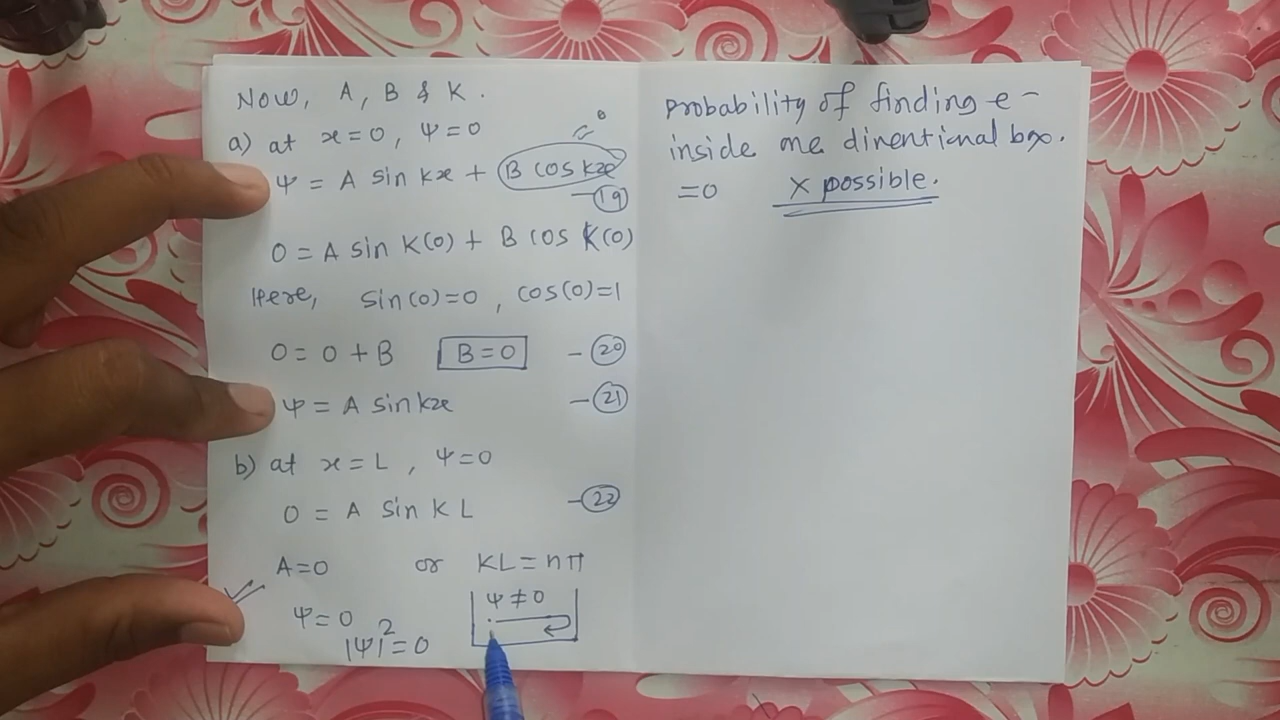 Now, A, B & K.
a) at x=0, Ψ=0
0
Ψ = A sin kx + B cos kx
-(19)
0 = A sin K(0) + B cos K(0)
Here, sin(0)=0, cos(0)=1
0 = 0 + B B=0 -(20)
Ψ = A sin kx -(21)
b) at x=L, Ψ=0
0 = A sin K L -(22)
A=0 or KL = nπ
Ψ=0 Ψ≠0
|Ψ|²=0
Probability of finding e-
inside one dimentional box.
=0 X possible.